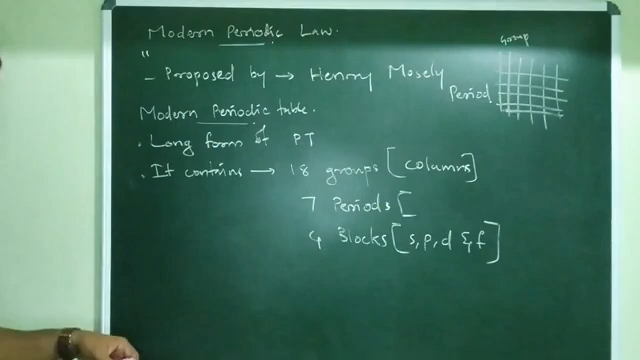 Modern Periodic Law.
"
- Proposed by → Henry Mosely
Modern Periodic table.
. Long form of PT
. It contains → 18 groups [columns]
7 Periods [
4 Blocks [s, p, d & f]
Group
Period